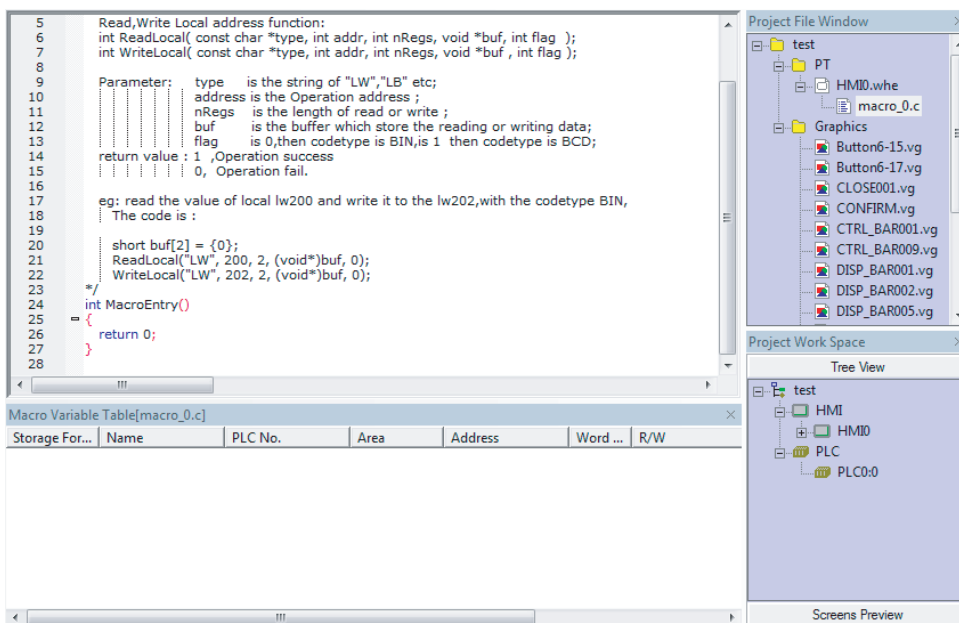 5 Read,Write Local address function:
6 int ReadLocal( const char *type, int addr, int nRegs, void *buf, int flag );
7 int WriteLocal( const char *type, int addr, int nRegs, void *buf , int flag );
8
9 Parameter: type is the string of "LW","LB" etc;
10 address is the Operation address ;
11 nRegs is the length of read or write ;
12 buf is the buffer which store the reading or writing data;
13 flag is 0,then codetype is BIN,is 1 then codetype is BCD;
14 return value : 1 ,Operation success
15 0, Operation fail.
16
17 eg: read the value of local lw200 and write it to the lw202,with the codetype BIN,
18 The code is :
19
20 short buf[2] = {0};
21 ReadLocal("LW", 200, 2, (void*)buf, 0);
22 WriteLocal("LW", 202, 2, (void*)buf, 0);
23 */
24 int MacroEntry()
25 {
26 return 0;
27 }
28
Macro Variable Table[macro_0.c]
Storage For... Name PLC No. Area Address Word ... R/W
Project File Window
test
PT
HMI0.whe
macro_0.c
Graphics
Button6-15.vg
Button6-17.vg
CLOSE001.vg
CONFIRM.vg
CTRL_BAR001.vg
CTRL_BAR009.vg
DISP_BAR001.vg
DISP_BAR002.vg
DISP_BAR005.vg
Project Work Space
Tree View
test
HMI
HMI0
PLC
PLC0:0
Screens Preview